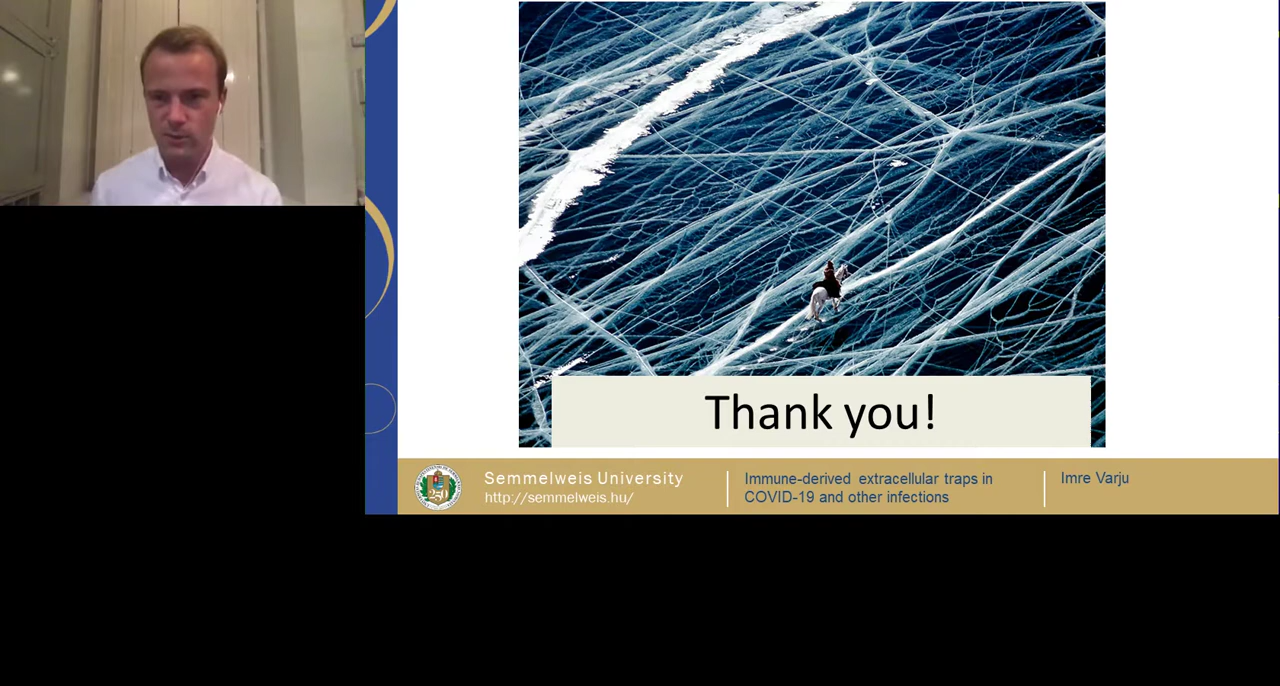 Thank you!
Semmelweis University
http://semmelweis.hu/
Immune-derived extracellular traps in
COVID-19 and other infections
Imre Varju
250